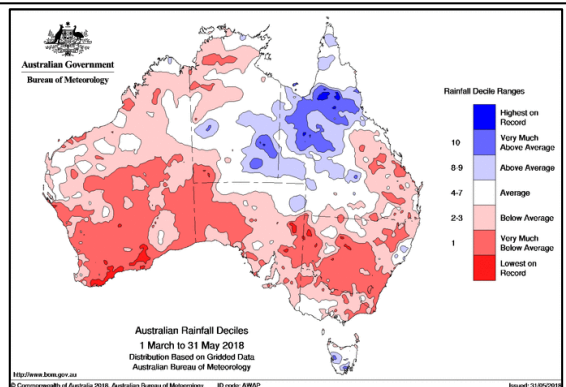 Australian Government
Bureau of Meteorology
Rainfall Decile Ranges
Highest on
Record
10
Very Much
Above Average
8-9
Above Average
4-7
Average
2-3
Below Average
1
Very Much
Below Average
Lowest on
Record
Australian Rainfall Deciles
1 March to 31 May 2018
Distribution Based on Gridded Data
Australian Bureau of Meteorology
http://www.bom.gov.au
© Commonwealth of Australia 2018, Australian Bureau of Meteorology
ID code: AWAP
Issued: 31/05/2018